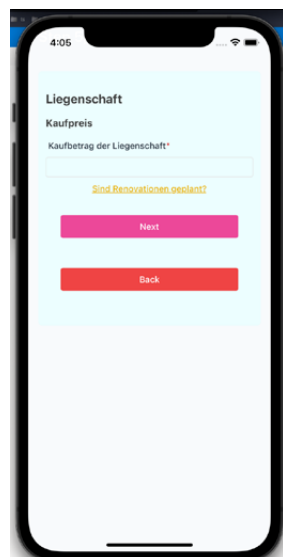 4:05
Liegenschaft
Kaufpreis
Kaufbetrag der Liegenschaft*
Sind Renovationen geplant?
Next
Back